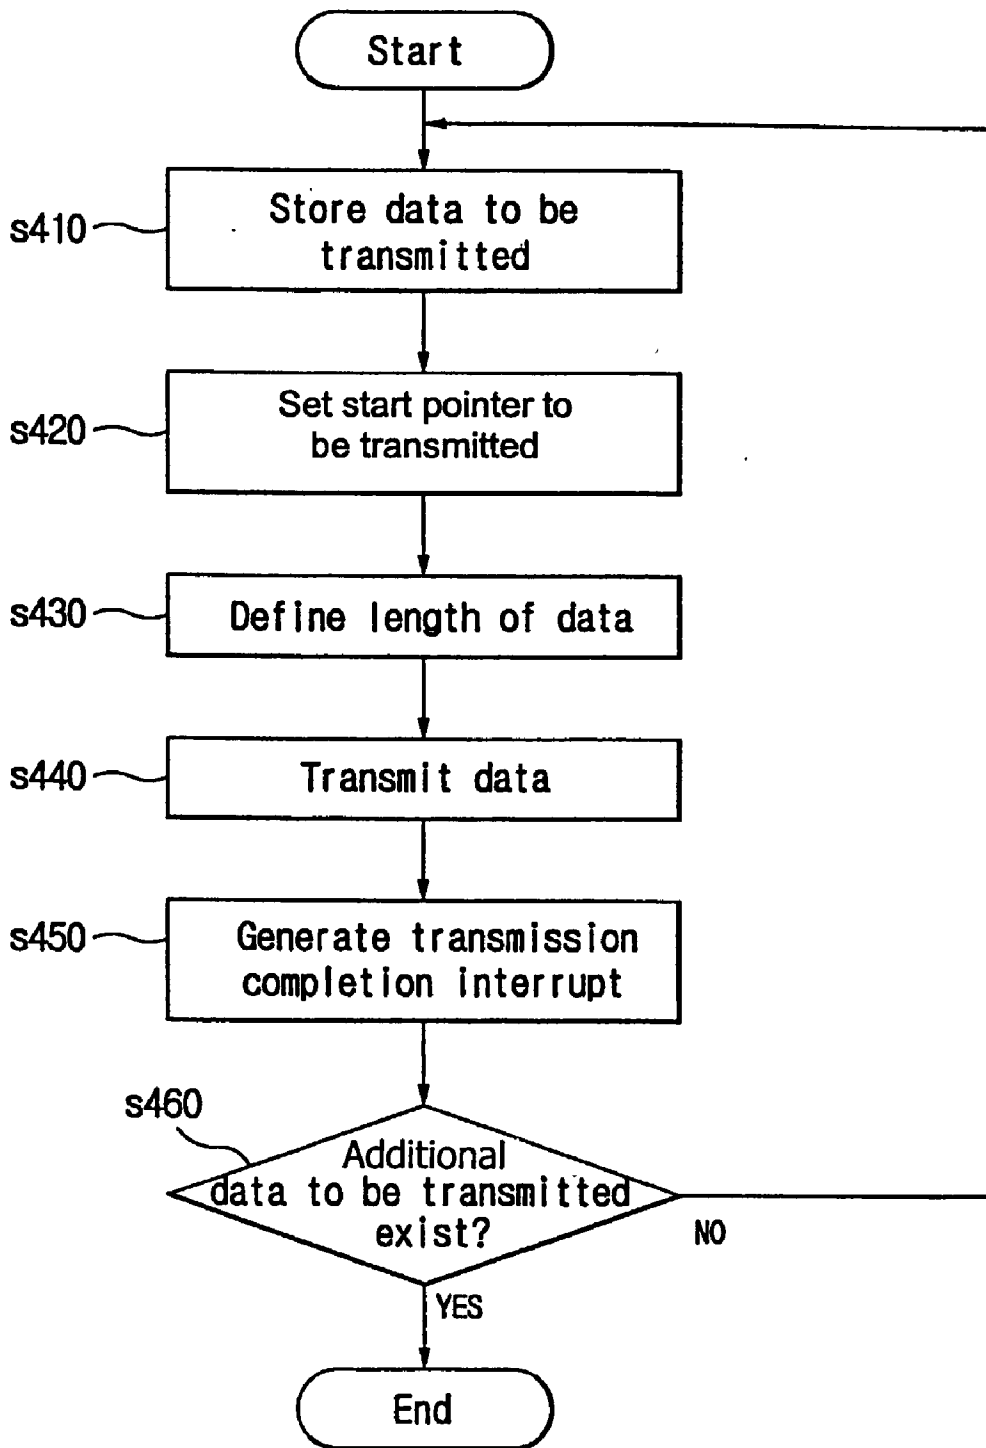 Start
s410
Store data to be
transmitted
s420
Set start pointer to
be transmitted
s430
Define length of data
s440
Transmit data
s450
Generate transmission
completion interrupt
s460
Additional
data to be transmitted
exist?
NO
YES
End